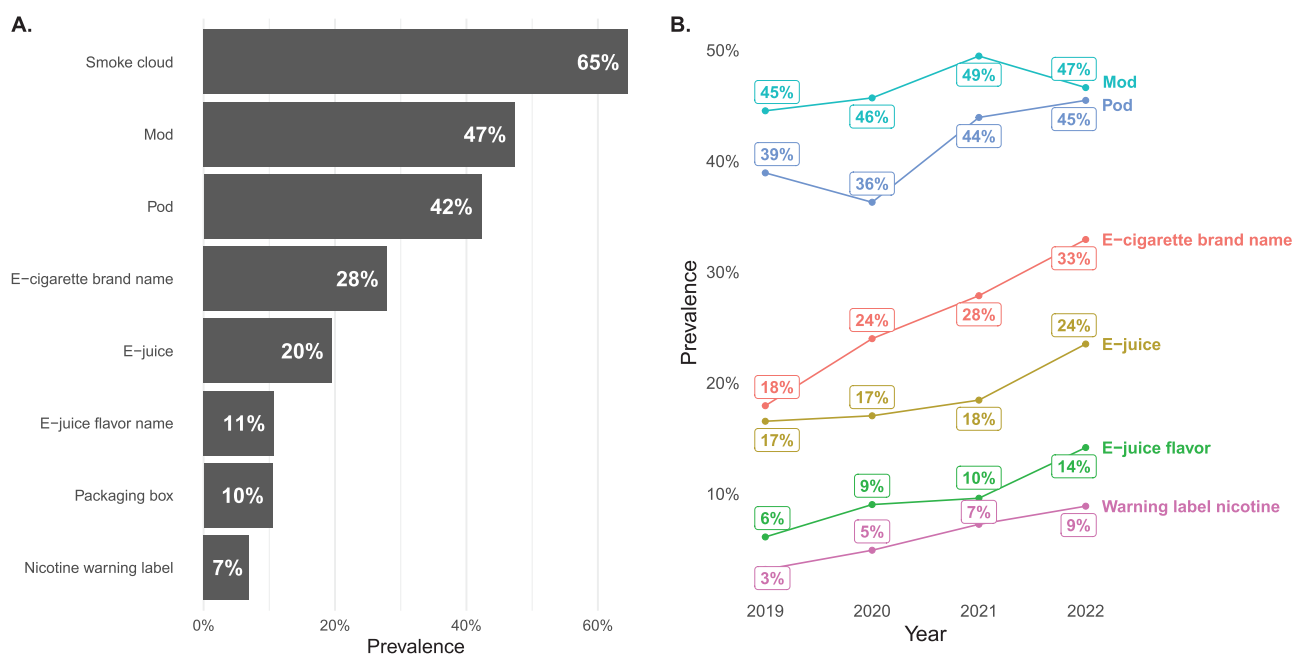 A.
Smoke cloud 65%
Mod 47%
Pod 42%
E−cigarette brand name 28%
E−juice 20%
E−juice flavor name 11%
Packaging box 10%
Nicotine warning label 7%
0% 20% 40% 60%
Prevalence
B.
50%
40%
30%
20%
10%
Prevalence
45% 46% 49% 47% Mod
39% 36% 44% 45% Pod
18% 24% 28% 33% E−cigarette brand name
17% 17% 18% 24% E−juice
6% 9% 10% 14% E−juice flavor
3% 5% 7% 9% Warning label nicotine
2019 2020 2021 2022
Year